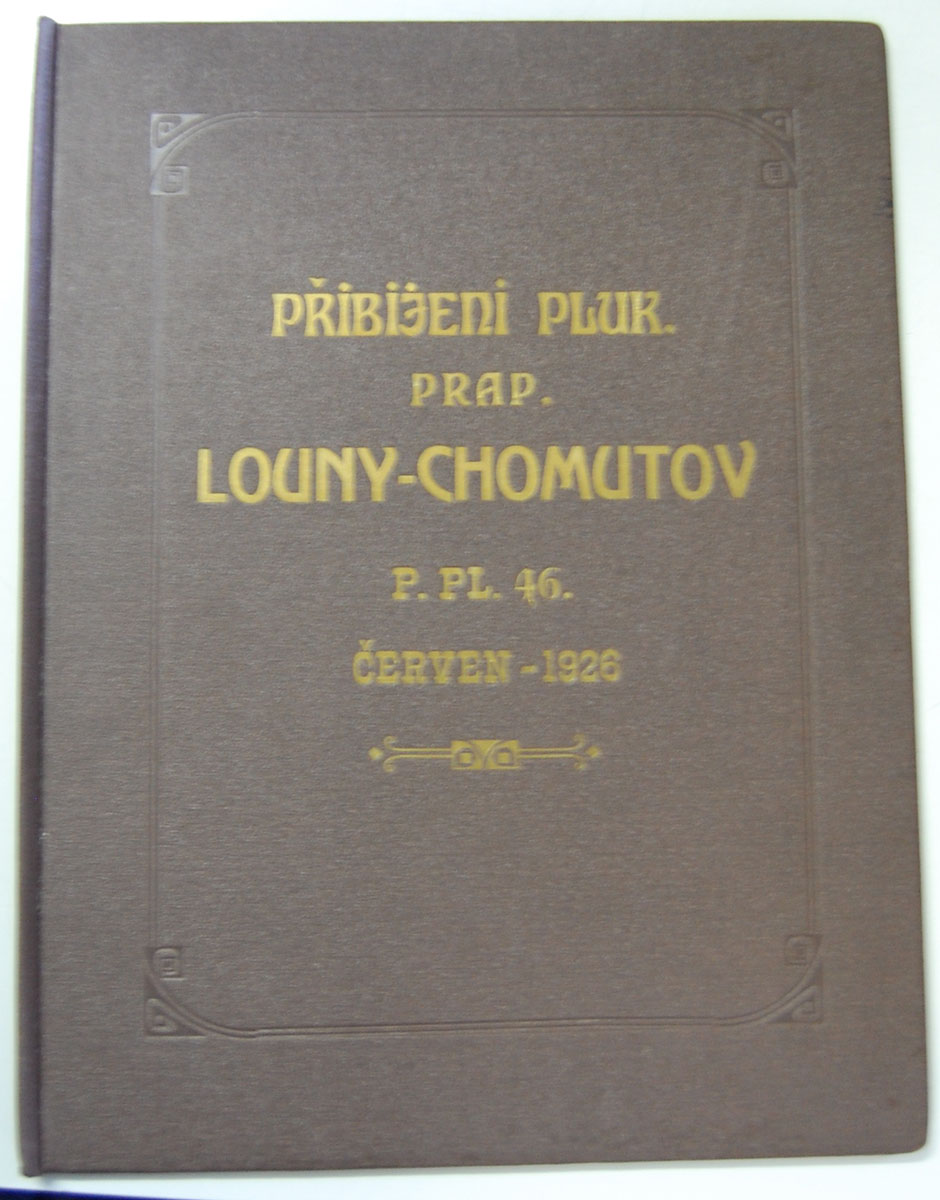 PŘIBIJENI PLUK.
PRAP.
LOUNY-CHOMUTOV
P. PL. 46.
ČERVEN - 1926